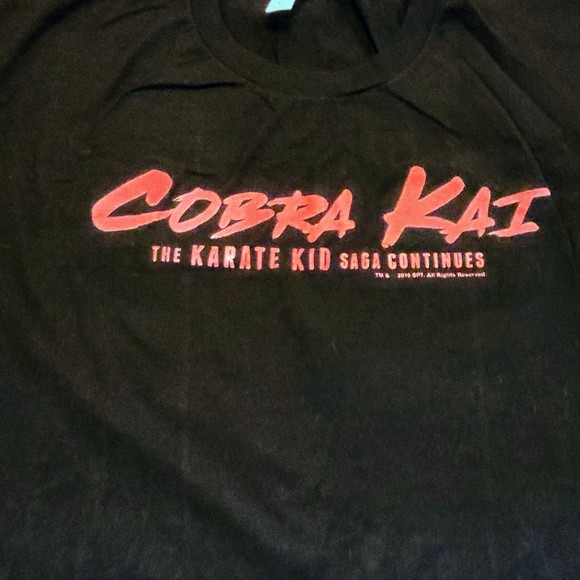 COBRA KAI
THE KARATE KID SAGA CONTINUES
TM & 2019 SPT. All Rights Reserved.